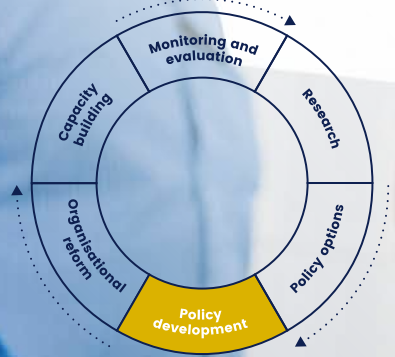 Monitoring and
evaluation
Research
Policy options
Policy
development
Organisational
reform
Capacity
building